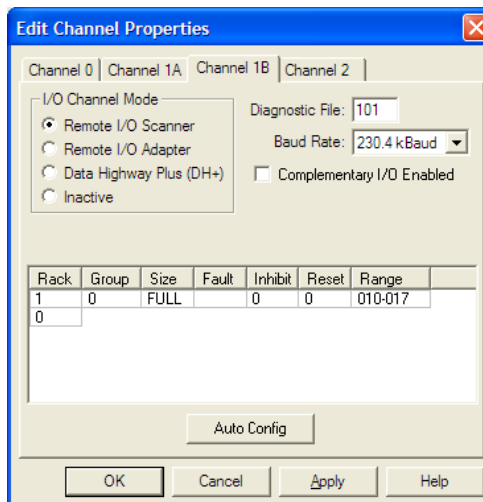 Edit Channel Properties
Channel 0 Channel 1A Channel 1B Channel 2
I/O Channel Mode
Remote I/O Scanner
Remote I/O Adapter
Data Highway Plus (DH+)
Inactive
Diagnostic File: 101
Baud Rate: 230.4 kBaud
Complementary I/O Enabled
Rack Group Size Fault Inhibit Reset Range
1 0 FULL 0 0 010-017
0
Auto Config
OK Cancel Apply Help